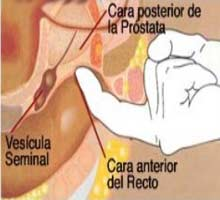 Cara posterior de
la Próstata
Vesícula
Seminal
Cara anterior
del Recto